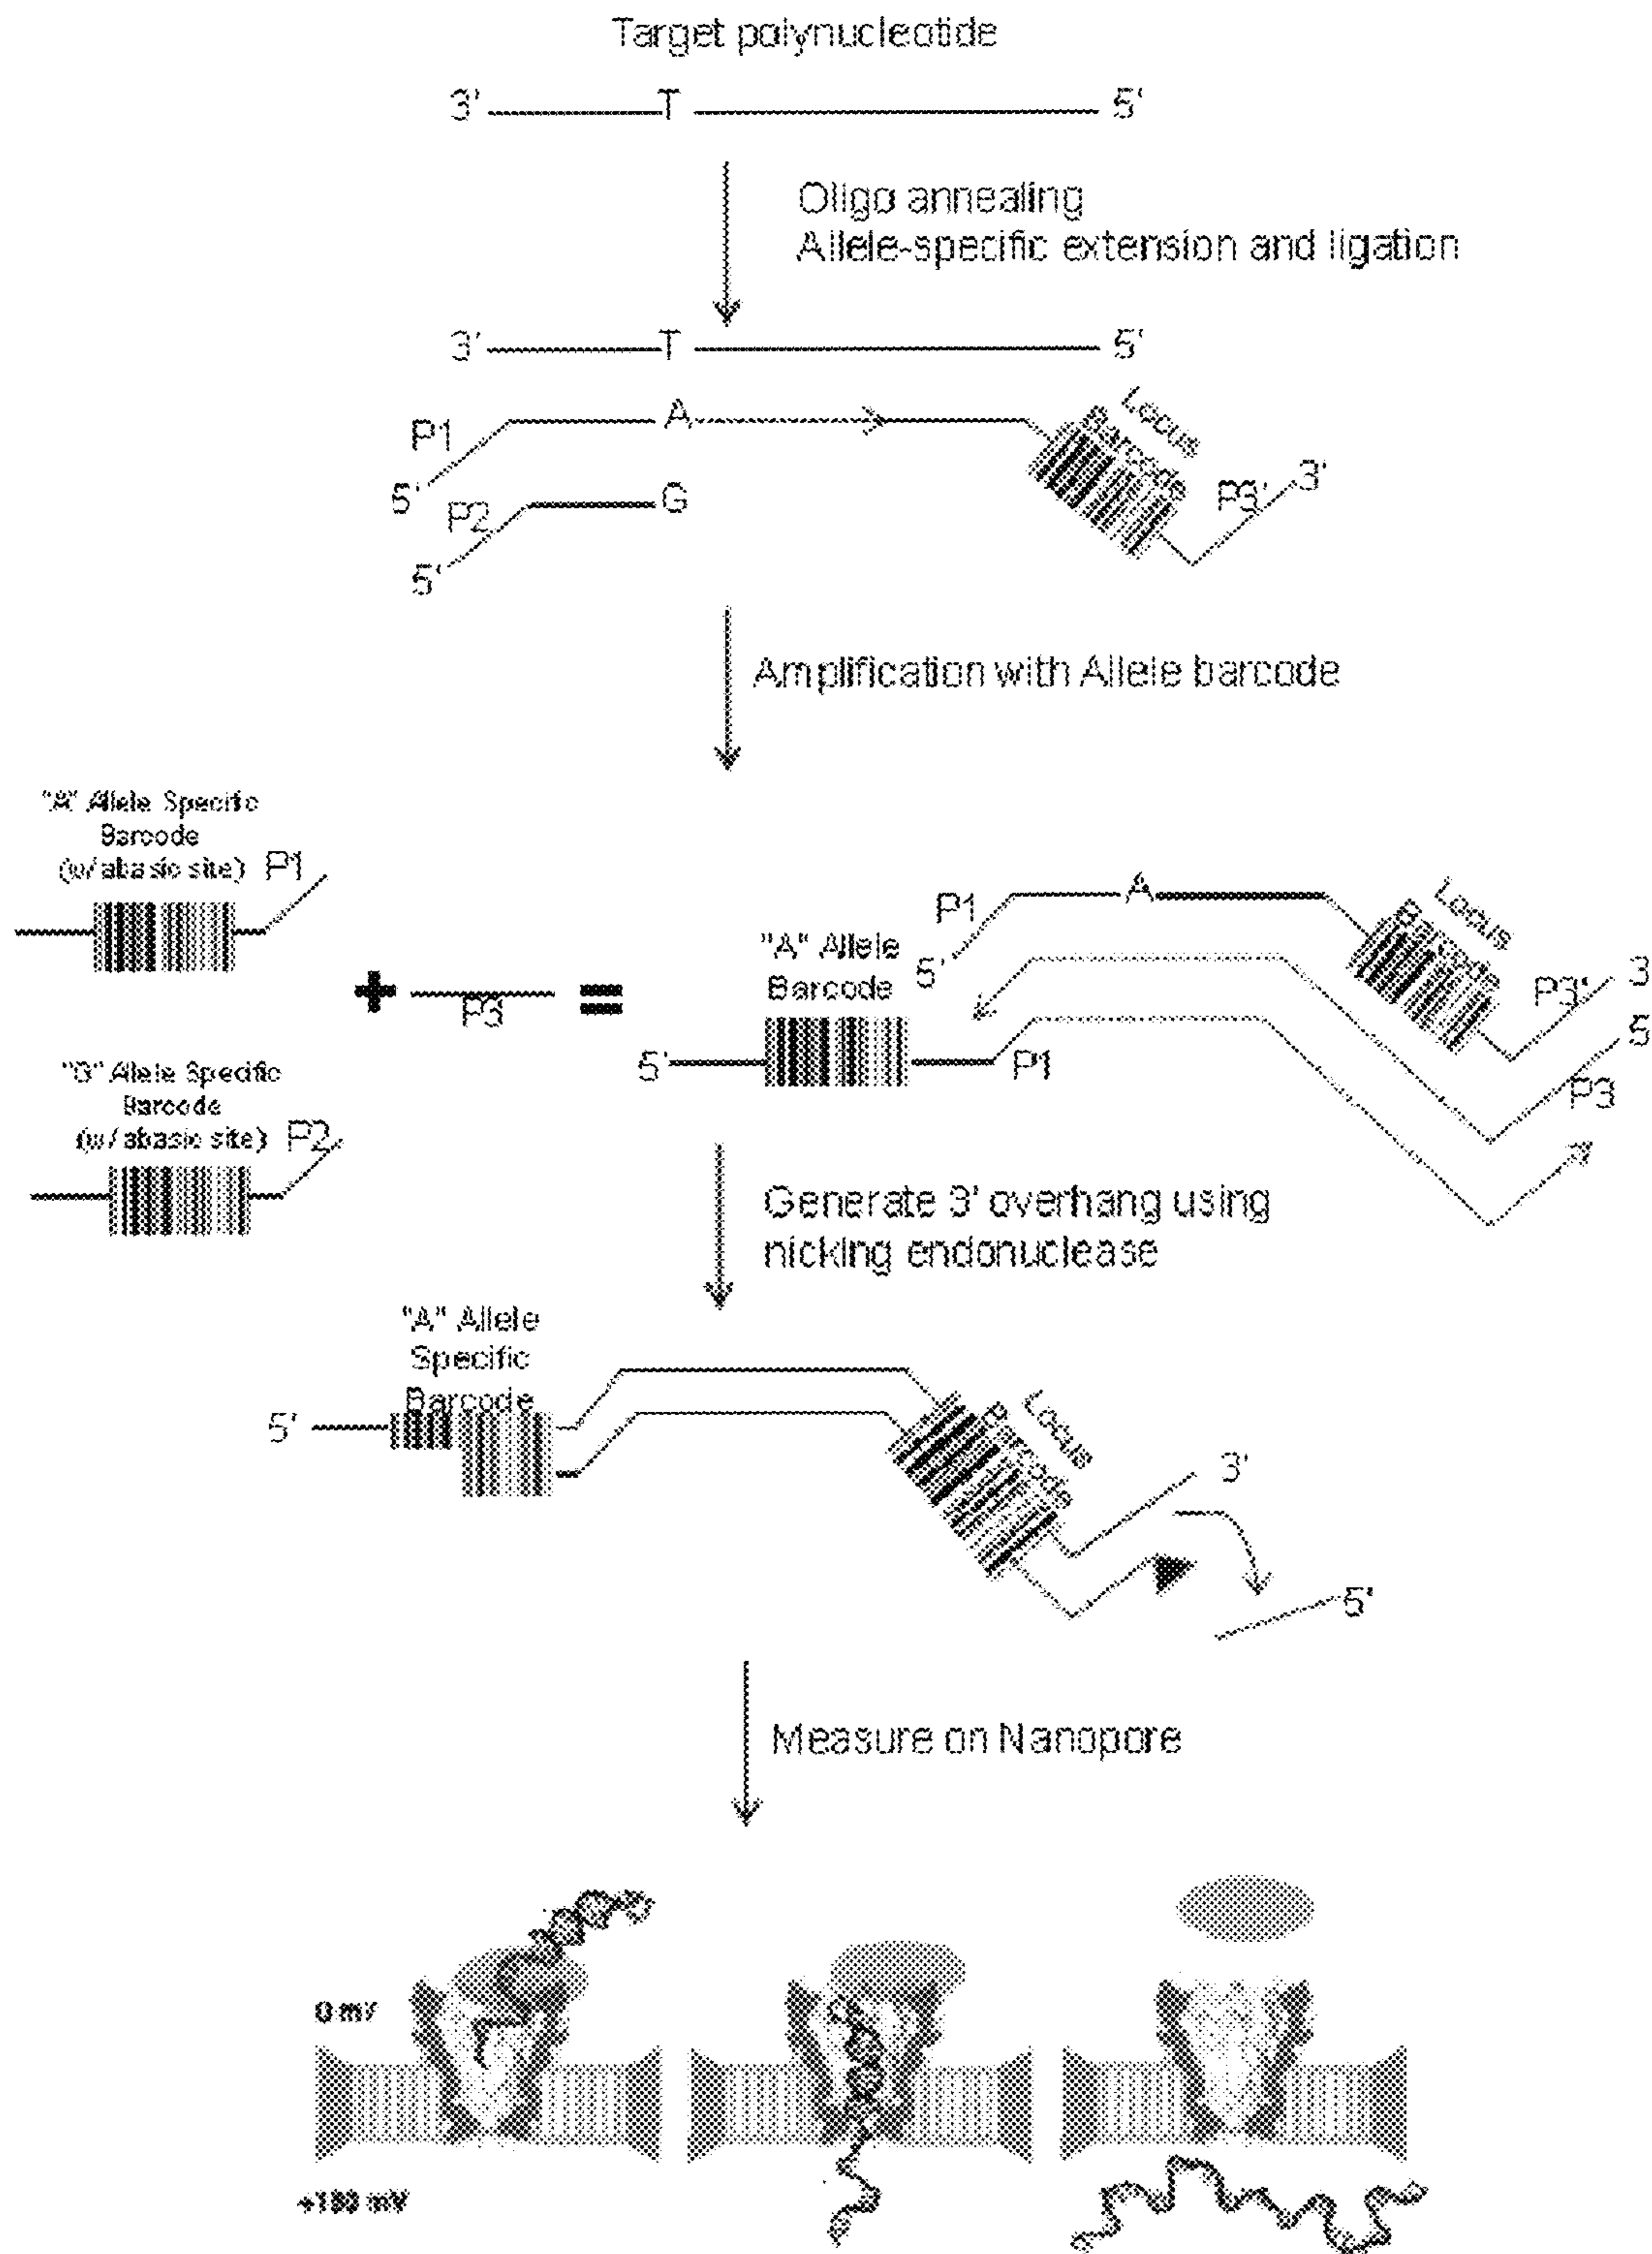 Target polynucleotide
3' T 5'
Oligo annealing
Allele-specific extension and ligation
3' T 5'
P1 A Locus
Barcode
5' P2 G P3' 3'
5'
Amplification with Allele barcode
"A" Allele Specific
Barcode
(w/abasic site) P1
+ P3 =
"G" Allele Specific
Barcode
(w/abasic site) P2
P1 A Locus
Barcode
5' P3' 3'
"A" Allele
Barcode
5' P1
5
P3
Generate 3' overhang using
nicking endonuclease
"A" Allele
Specific
Barcode
5'
Locus
Barcode
3'
5'
Measure on Nanopore
0 mV
+180 mV